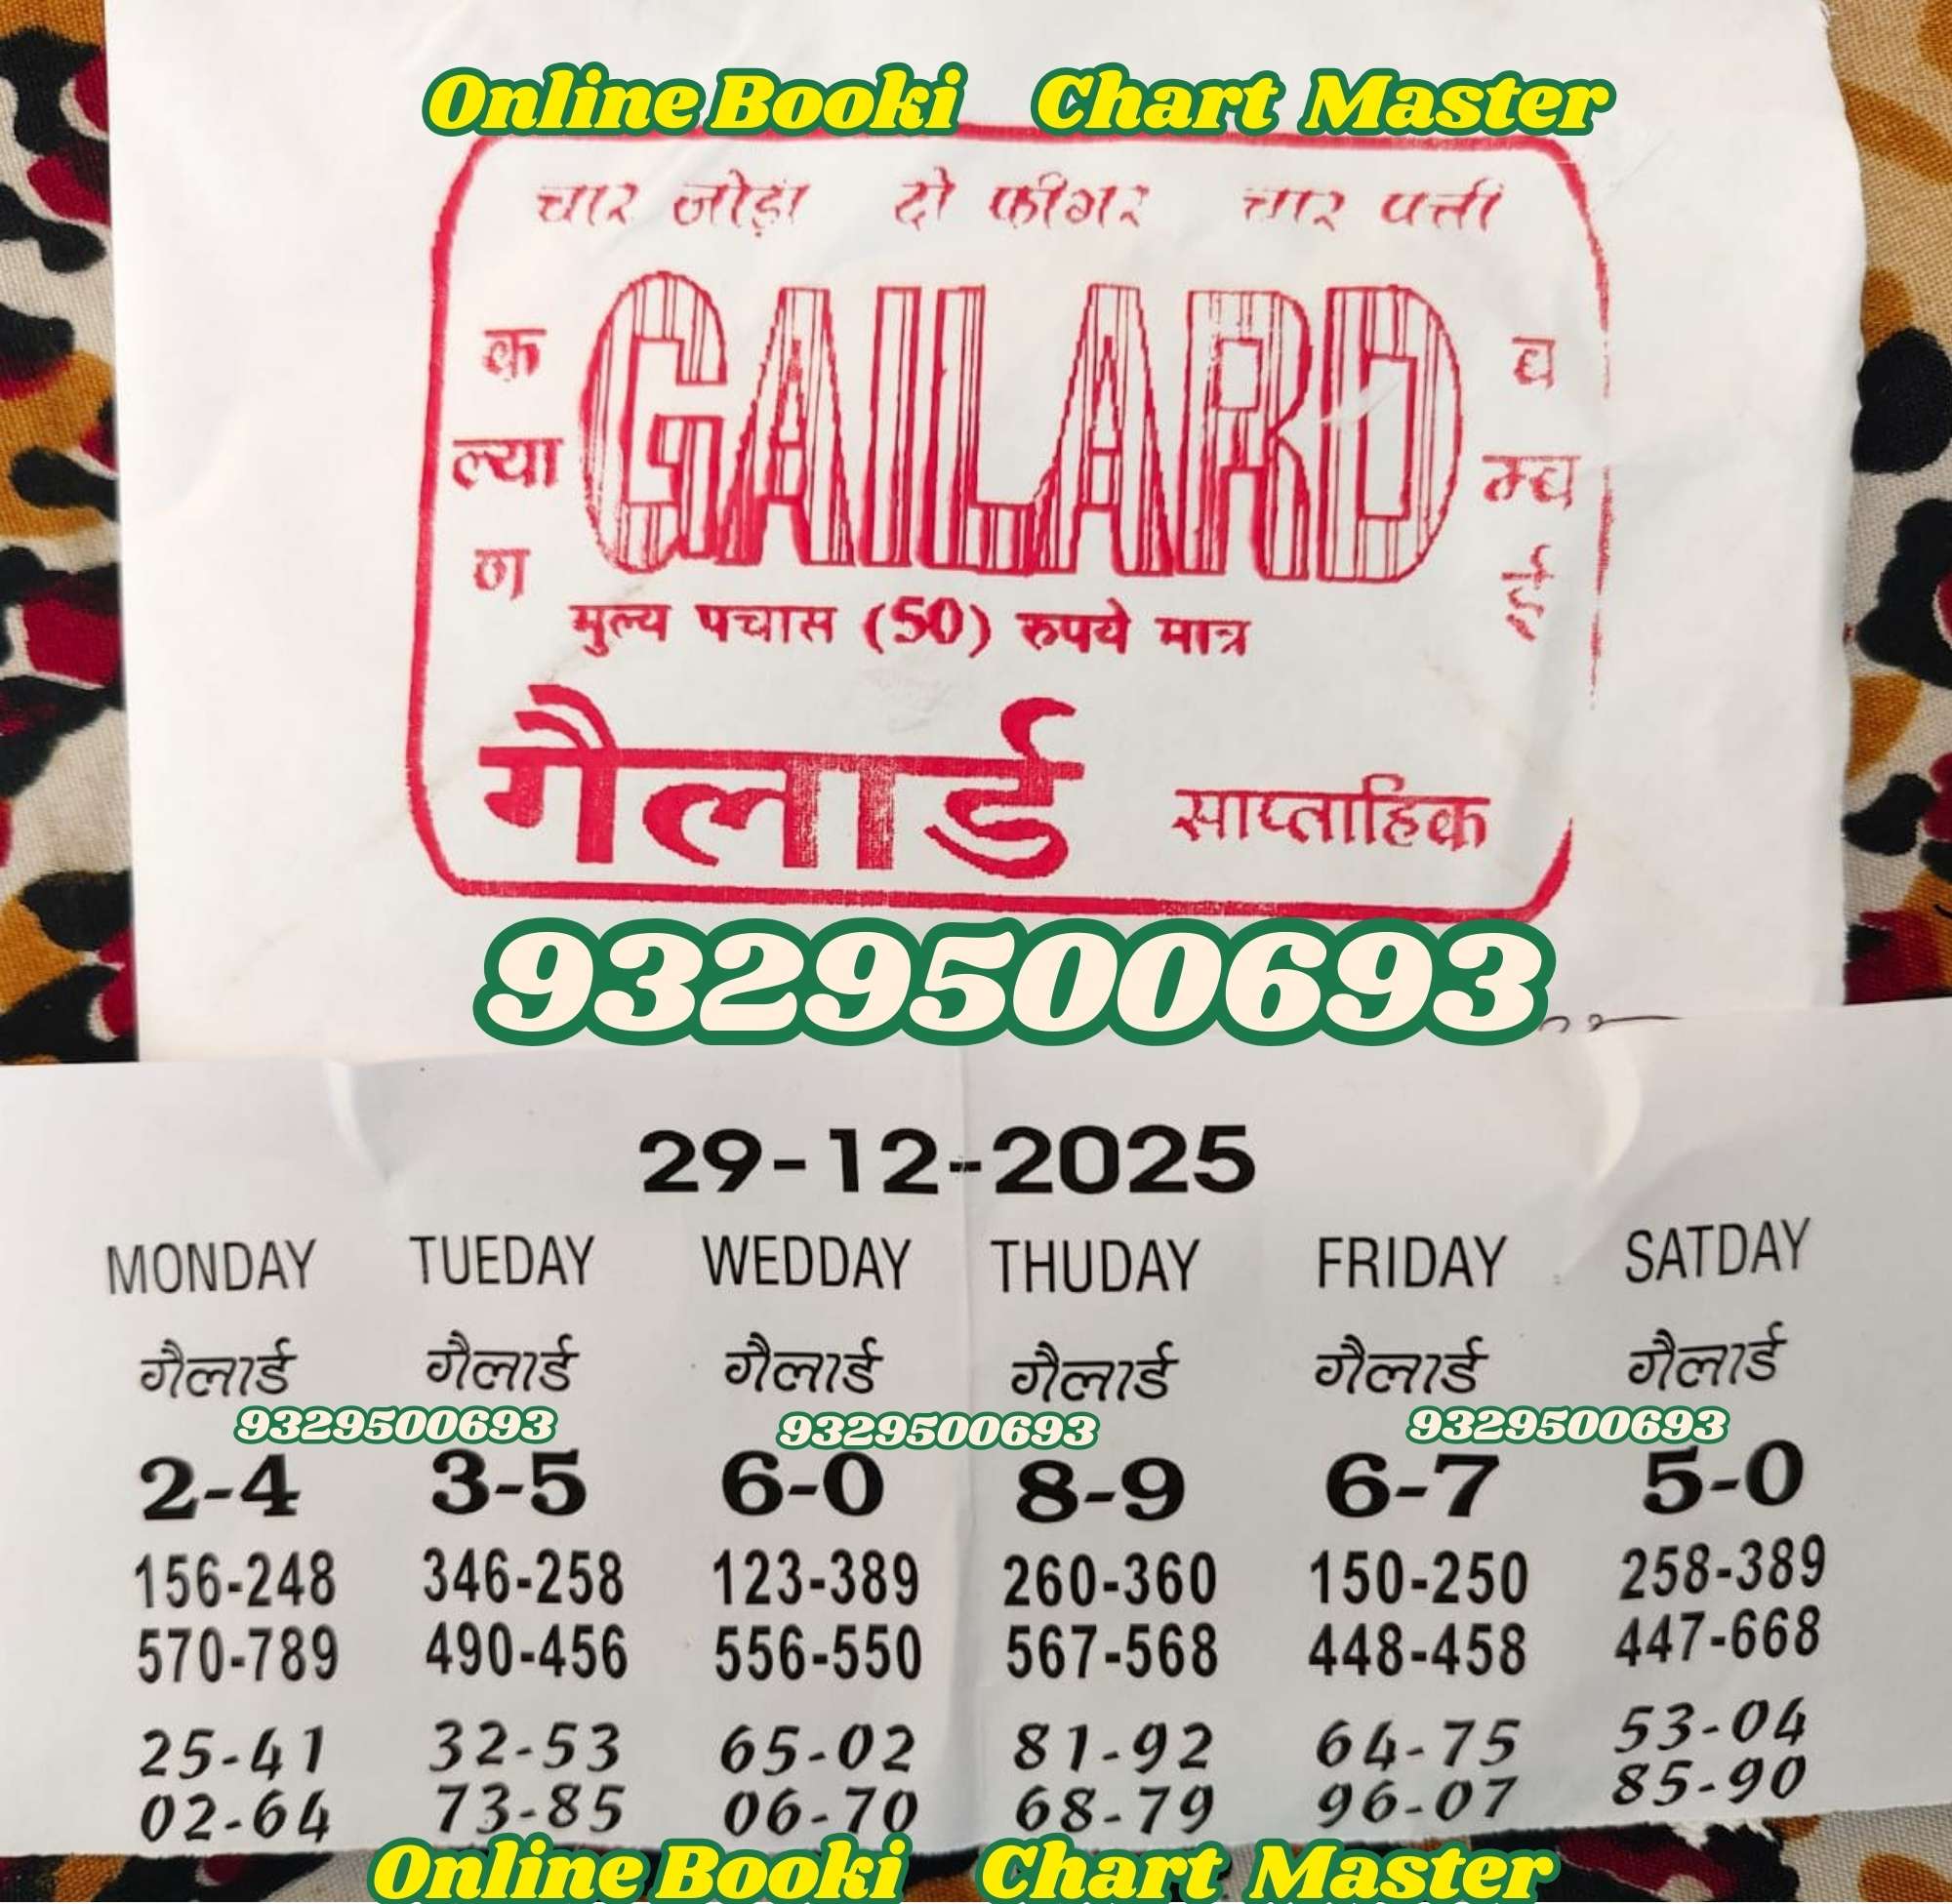 Online Booki Chart Master
चार जोड़ा दो फीगर चार पत्ती
GAILARD
क
ल्या
ण
व
म्व
ई
मुल्य पचास (50) रुपये मात्र
गैलार्ड साप्ताहिक
9329500693
29-12-2025
MONDAY TUEDAY WEDDAY THUDAY FRIDAY SATDAY
गैलार्ड गैलार्ड गैलार्ड गैलार्ड गैलार्ड गैलार्ड
9329500693 9329500693 9329500693
2-4 3-5 6-0 8-9 6-7 5-0
156-248 346-258 123-389 260-360 150-250 258-389
570-789 490-456 556-550 567-568 448-458 447-668
25-41 32-53 65-02 81-92 64-75 53-04
02-64 73-85 06-70 68-79 96-07 85-90
Online Booki Chart Master